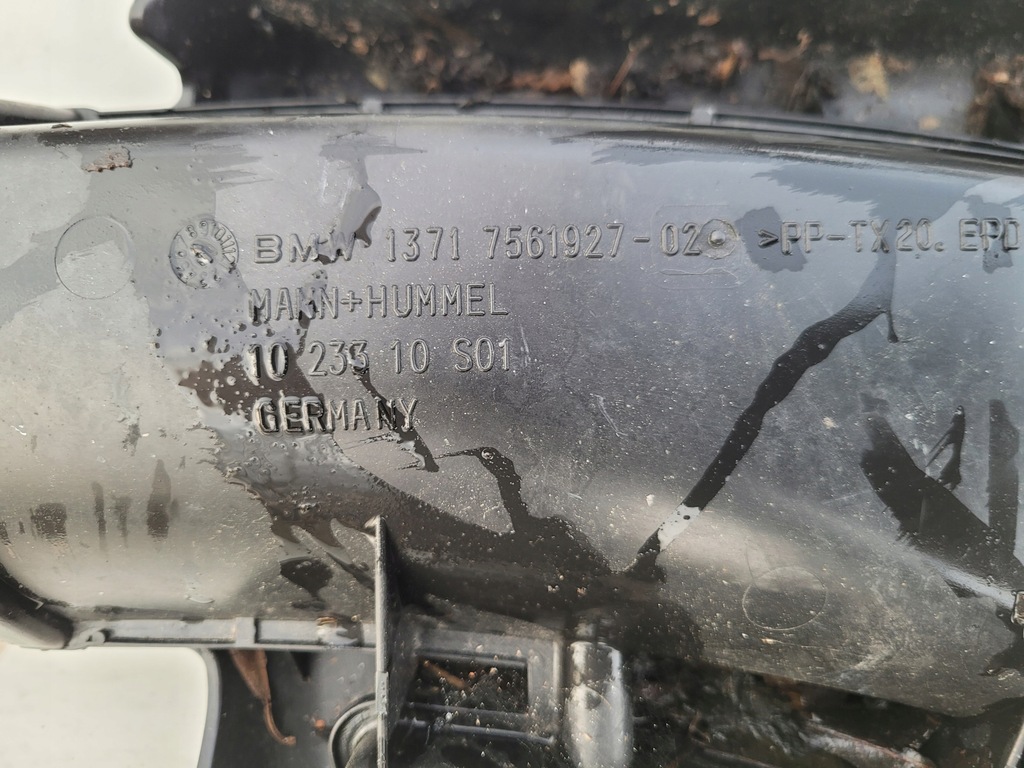 BMW 1371 7561927-02 >PP-TX20. EPD
MANN+HUMMEL
10 233 10 S01
GERMANY